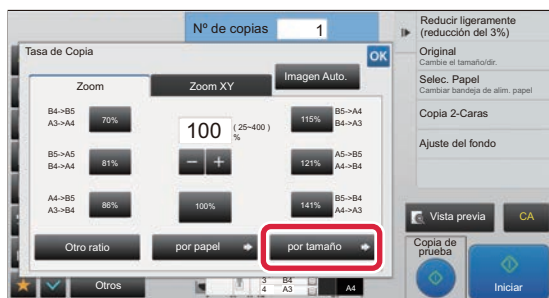 Nº de copias 1
Tasa de Copia
OK
Zoom
Zoom XY
Imagen Auto.
B4->B5
A3->A4
70%
100
(25~400)
%
115%
B5->A4
B4->A3
B5->A5
B4->A4
81%
− +
121%
A5->B5
A4->B4
A4->B5
A3->B4
86%
100%
141%
B5->B4
A4->A3
Otro ratio
por papel
por tamaño
Otros
3 B4
4 A3
A4
Reducir ligeramente
(reducción del 3%)
Original
Cambie el tamaño/dir.
Selec. Papel
Cambiar bandeja de alim. papel
Copia 2-Caras
Ajuste del fondo
Vista previa
CA
Copia de
prueba
Iniciar